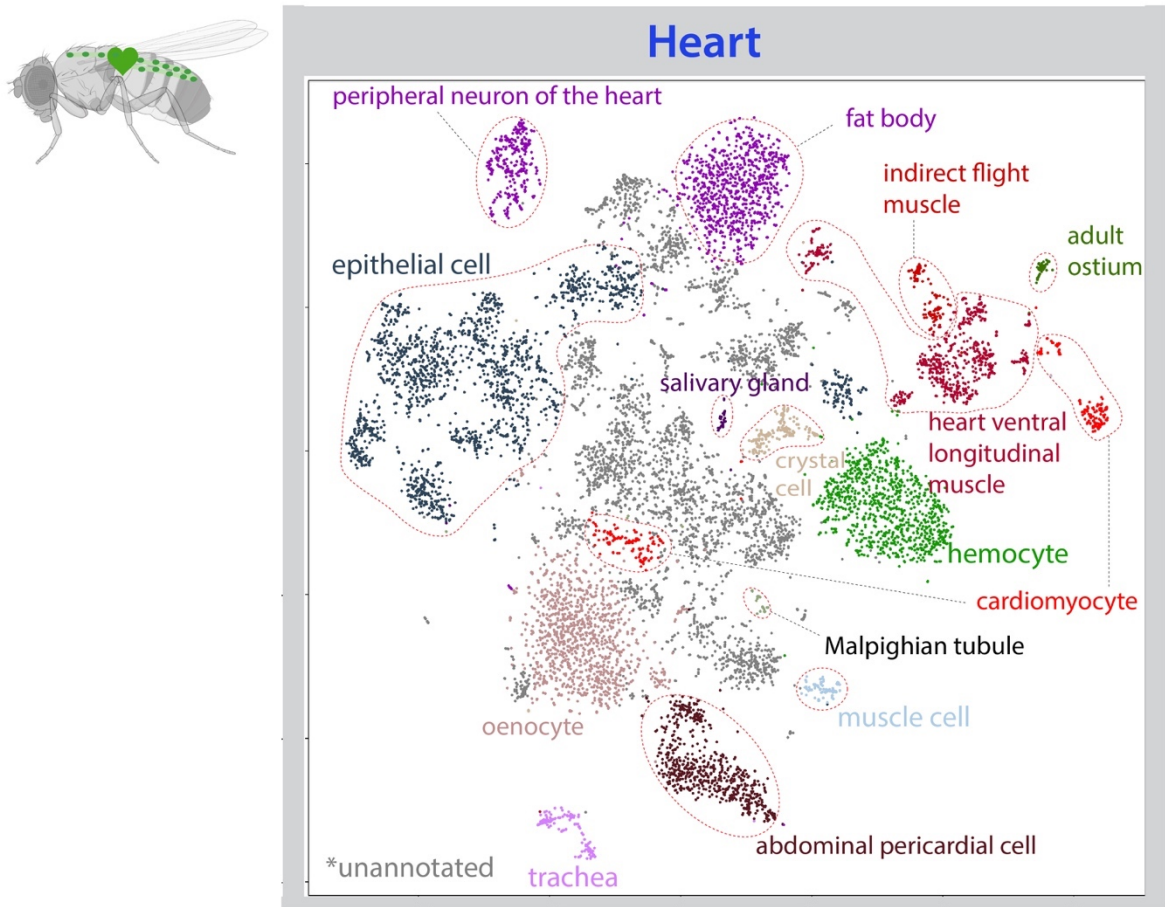 Heart
peripheral neuron of the heart
fat body
indirect flight
muscle
adult
ostium
epithelial cell
salivary gland
crystal
cell
heart ventral
longitudinal
muscle
hemocyte
cardiomyocyte
Malpighian tubule
muscle cell
oenocyte
abdominal pericardial cell
*unannotated
trachea